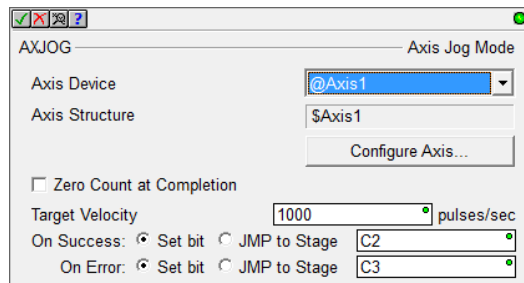 ?
AXJOG Axis Jog Mode
Axis Device @Axis1
Axis Structure $Axis1
Configure Axis...
Zero Count at Completion
Target Velocity 1000 pulses/sec
On Success: Set bit JMP to Stage C2
On Error: Set bit JMP to Stage C3